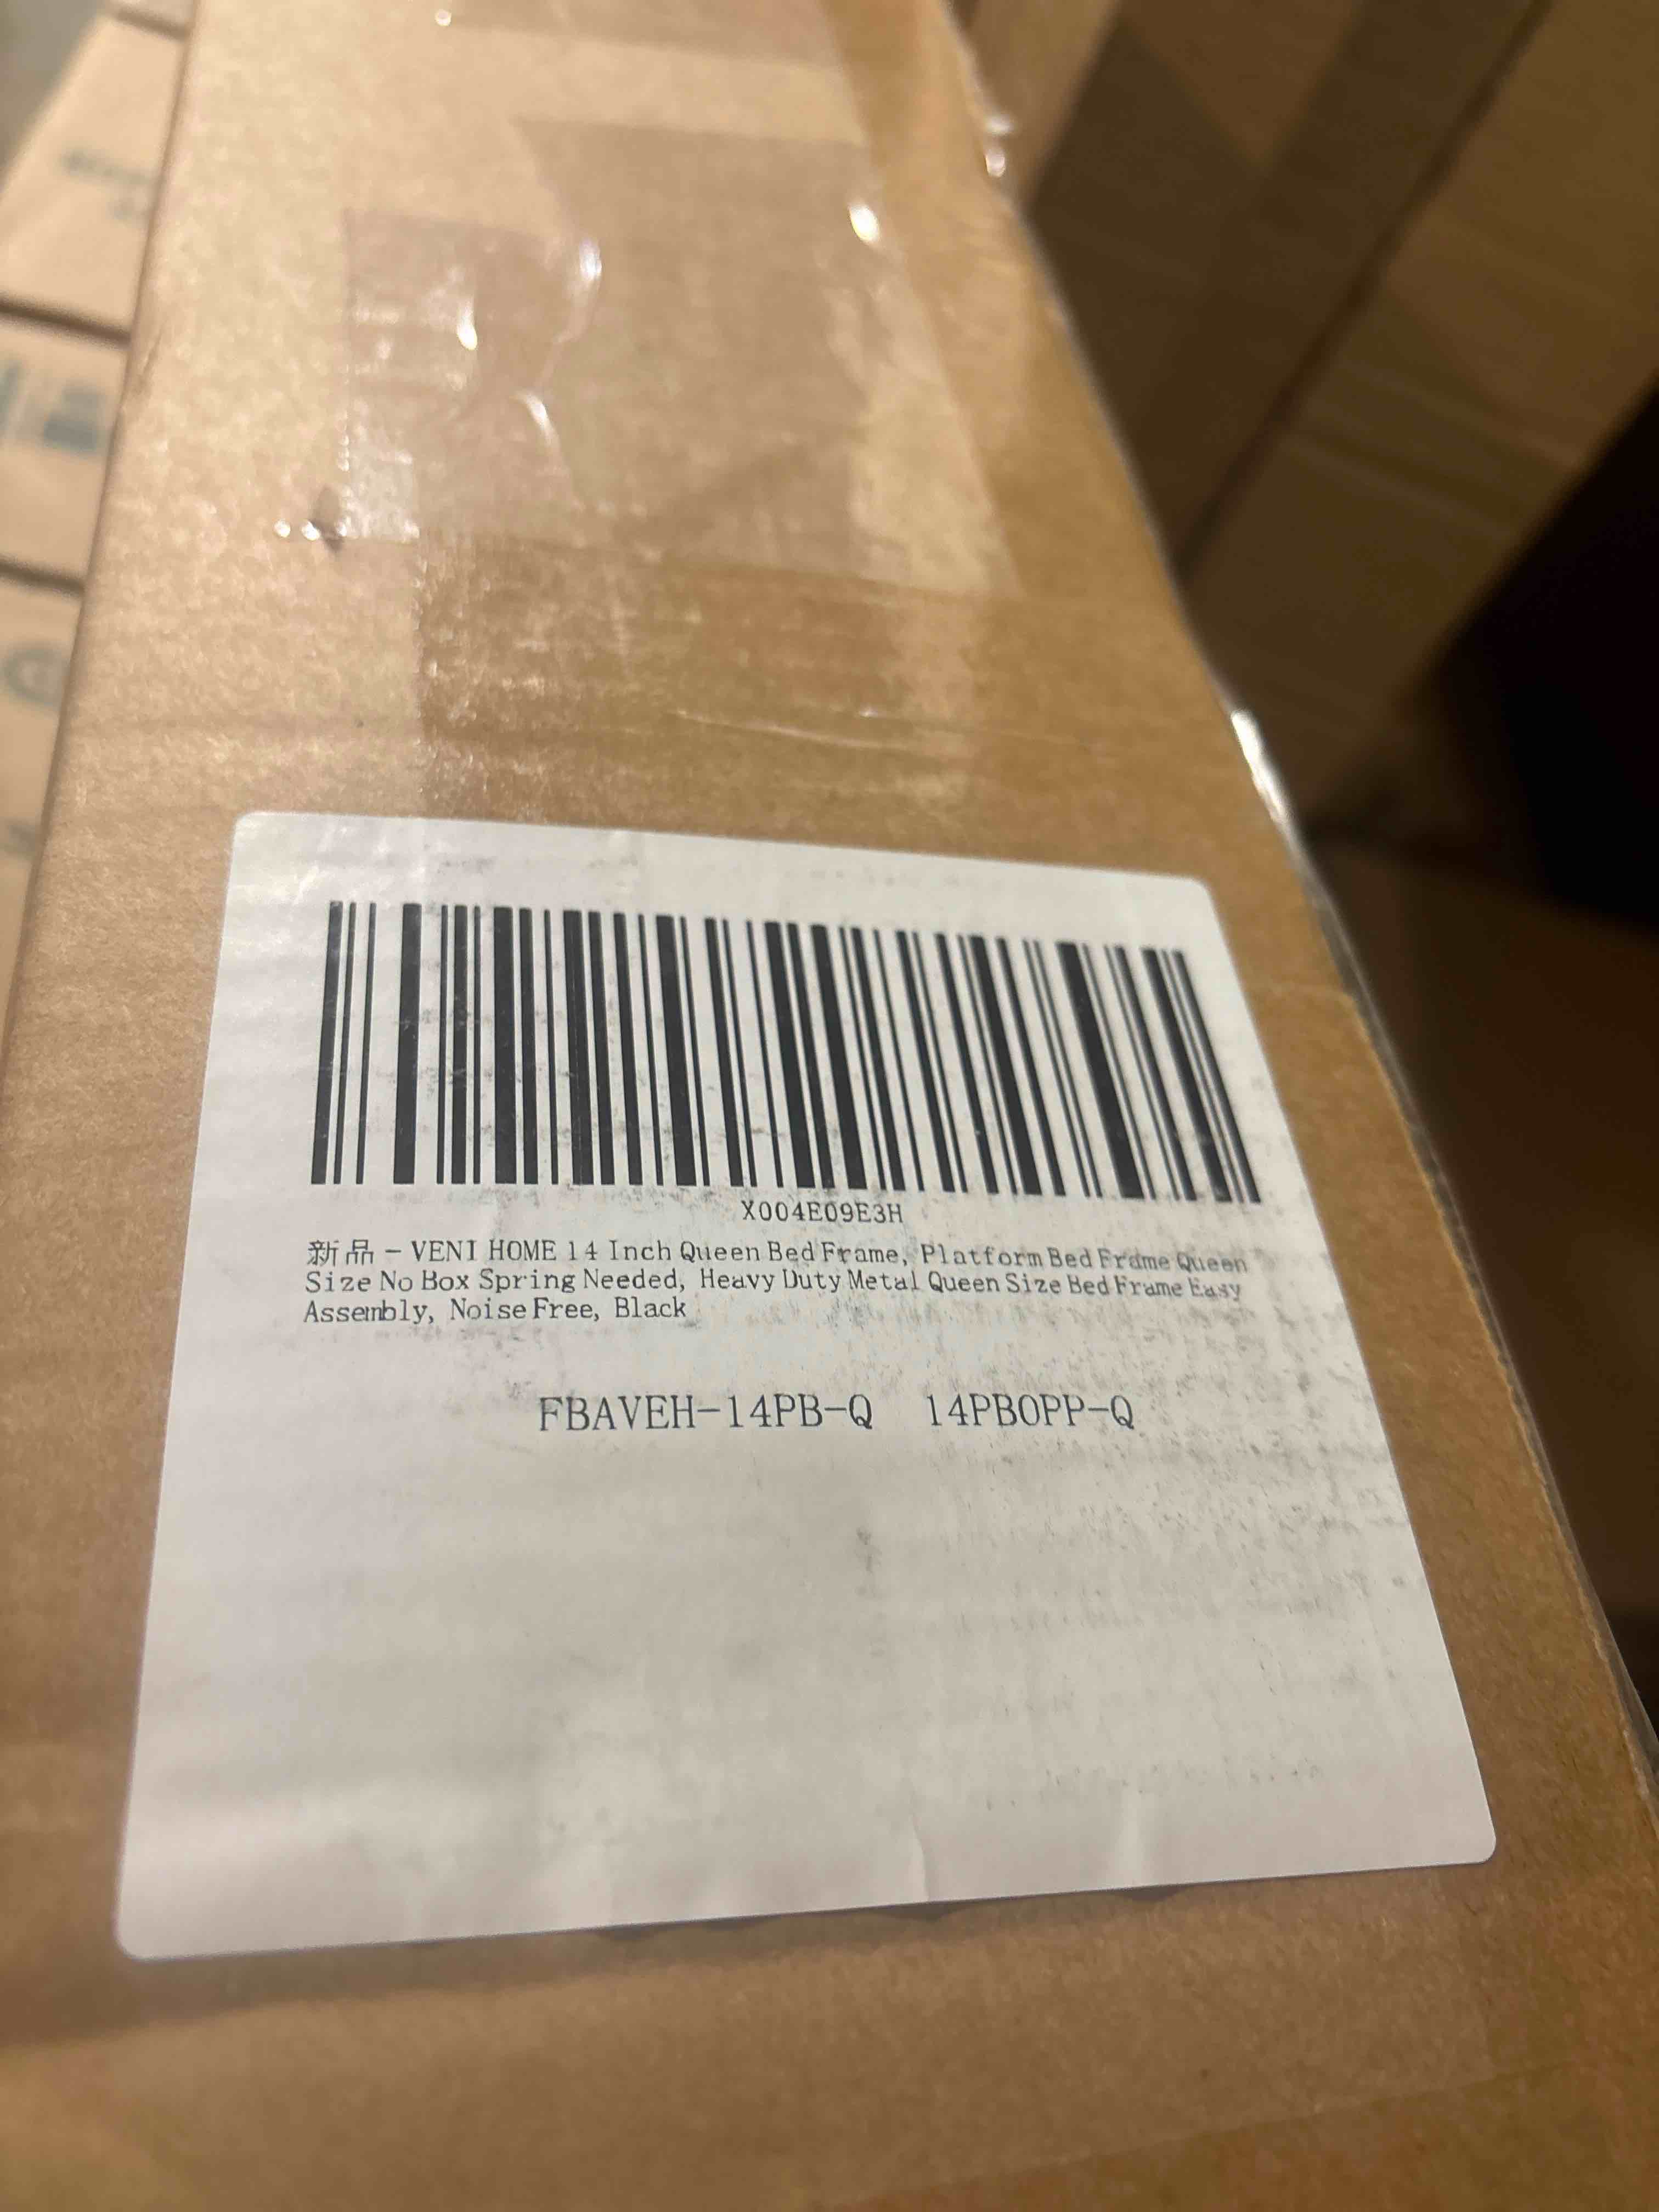 X004E09E3H
新品 - VENI HOME 14 Inch Queen Bed Frame, Platform Bed Frame Queen
Size No Box Spring Needed, Heavy Duty Metal Queen Size Bed Frame Easy
Assembly, Noise Free, Black
FBAVEH-14PB-Q 14PBOPP-Q